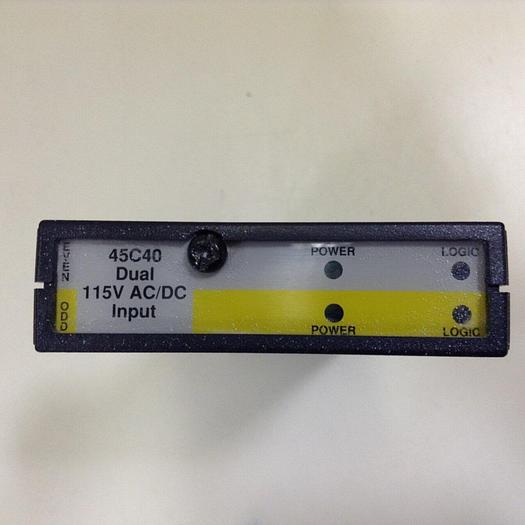 EVEN
45C40
Dual
115V AC/DC
Input
ODD
POWER
LOGIC
POWER
LOGIC